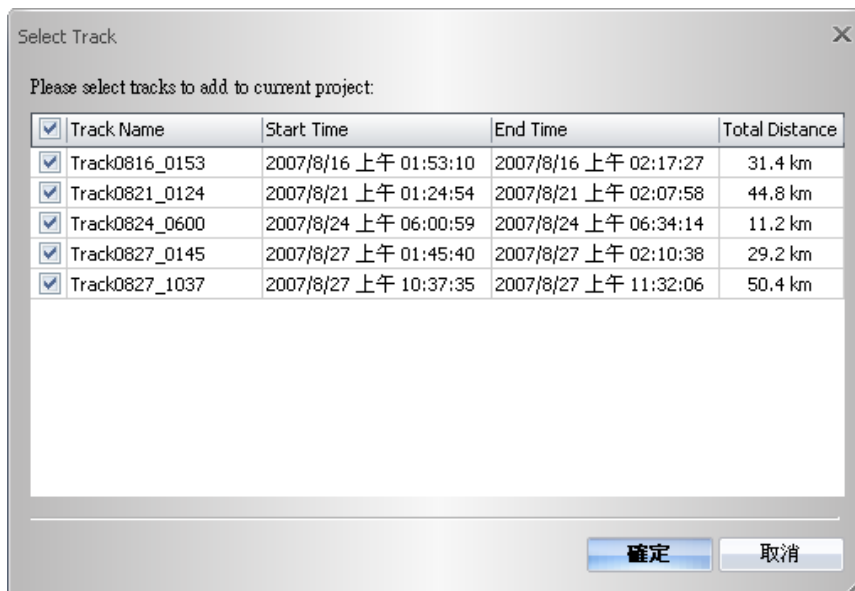 Select Track
Please select tracks to add to current project:
Track Name Start Time End Time Total Distance
Track0816_0153 2007/8/16 上午 01:53:10 2007/8/16 上午 02:17:27 31.4 km
Track0821_0124 2007/8/21 上午 01:24:54 2007/8/21 上午 02:07:58 44.8 km
Track0824_0600 2007/8/24 上午 06:00:59 2007/8/24 上午 06:34:14 11.2 km
Track0827_0145 2007/8/27 上午 01:45:40 2007/8/27 上午 02:10:38 29.2 km
Track0827_1037 2007/8/27 上午 10:37:35 2007/8/27 上午 11:32:06 50.4 km
確定 取消